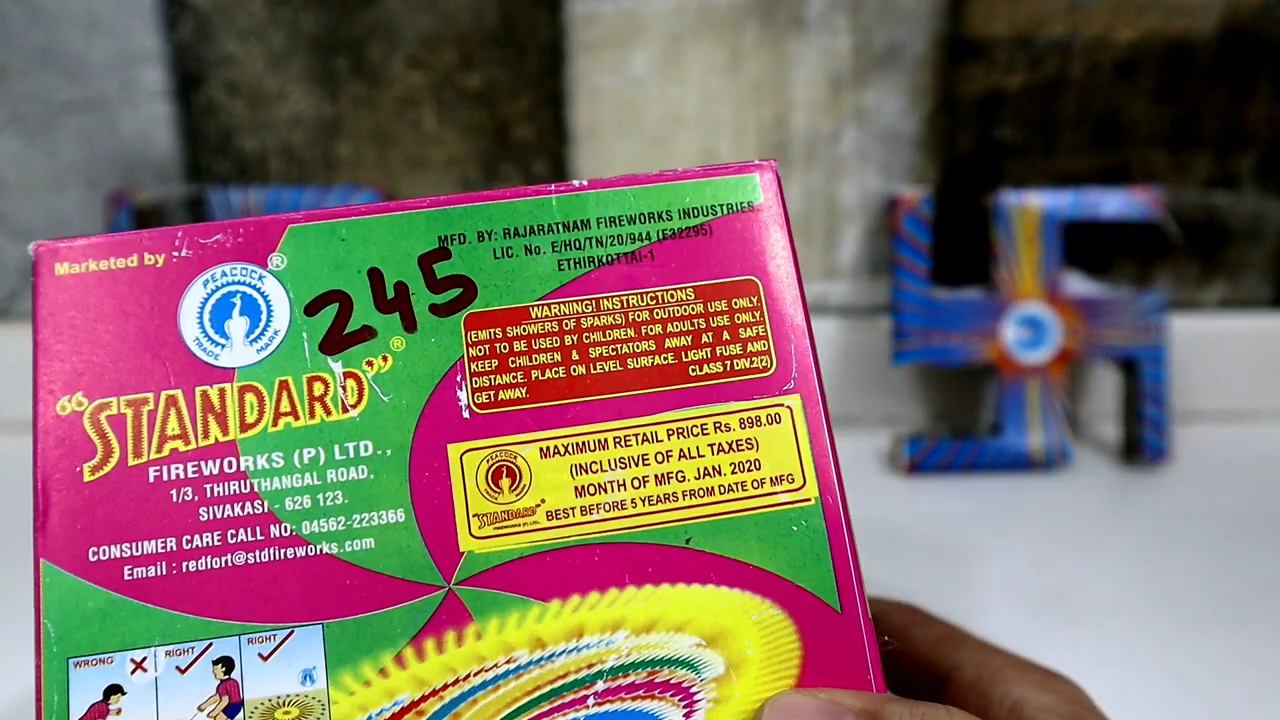 Marketed by
PEACOCK
®
TRADE MARK
245
"STANDARD"®
FIREWORKS (P) LTD.,
1/3, THIRUTHANGAL ROAD,
SIVAKASI - 626 123.
CONSUMER CARE CALL NO: 04562-223366
Email : redfort@stdfireworks.com
MFD. BY: RAJARATNAM FIREWORKS INDUSTRIES.
LIC. No. E/HQ/TN/20/944 (E32295)
ETHIRKOTTAI-1
WARNING! INSTRUCTIONS
(EMITS SHOWERS OF SPARKS) FOR OUTDOOR USE ONLY.
NOT TO BE USED BY CHILDREN. FOR ADULTS USE ONLY.
KEEP CHILDREN & SPECTATORS AWAY AT A SAFE
DISTANCE. PLACE ON LEVEL SURFACE. LIGHT FUSE AND
GET AWAY. CLASS 7 DIV.2(2)
PEACOCK
TRADE MARK
"STANDARD"
FIREWORKS (P) LTD.
MAXIMUM RETAIL PRICE Rs. 898.00
(INCLUSIVE OF ALL TAXES)
MONTH OF MFG. JAN. 2020
BEST BEFORE 5 YEARS FROM DATE OF MFG
WRONG
RIGHT
RIGHT